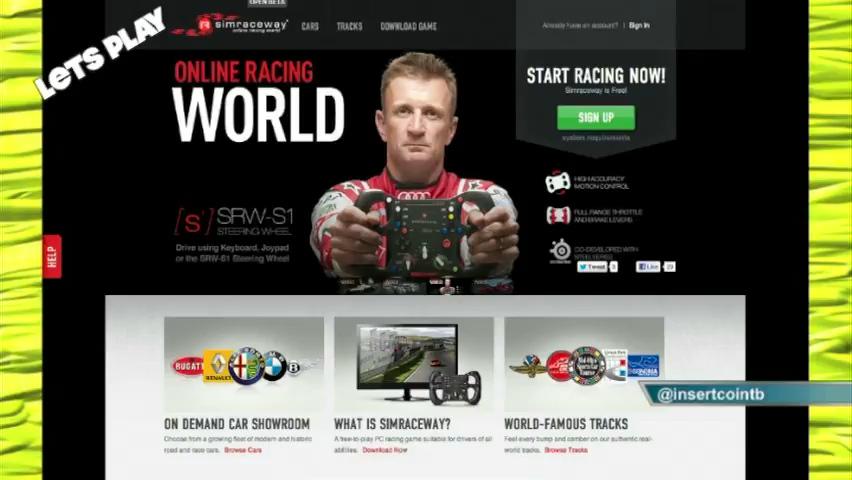 LETS PLAY
OPEN BETA
simraceway
online racing world
CARS
TRACKS
DOWNLOAD GAME
Already have an account? | Sign In
ONLINE RACING
WORLD
START RACING NOW!
Simraceway is Free!
SIGN UP
system requirements
[s] SRW-S1
STEERING WHEEL
Drive using Keyboard, Joypad
or the SRW-S1 Steering Wheel
HIGH ACCURACY
MOTION CONTROL
FULL RANGE THROTTLE
AND BRAKE LEVERS
CO-DEVELOPED WITH
STEELSERIES
Tweet 3
Like 29
HELP
BUGATTI
RENAULT
SONOMA
@insertcointb
ON DEMAND CAR SHOWROOM
Choose from a growing fleet of modern and historic
road and race cars. Browse Cars
WHAT IS SIMRACEWAY?
A free-to-play PC racing game suitable for drivers of all
abilities. Download Now
WORLD-FAMOUS TRACKS
Feel every bump and camber on our authentic real-
world tracks. Browse Tracks